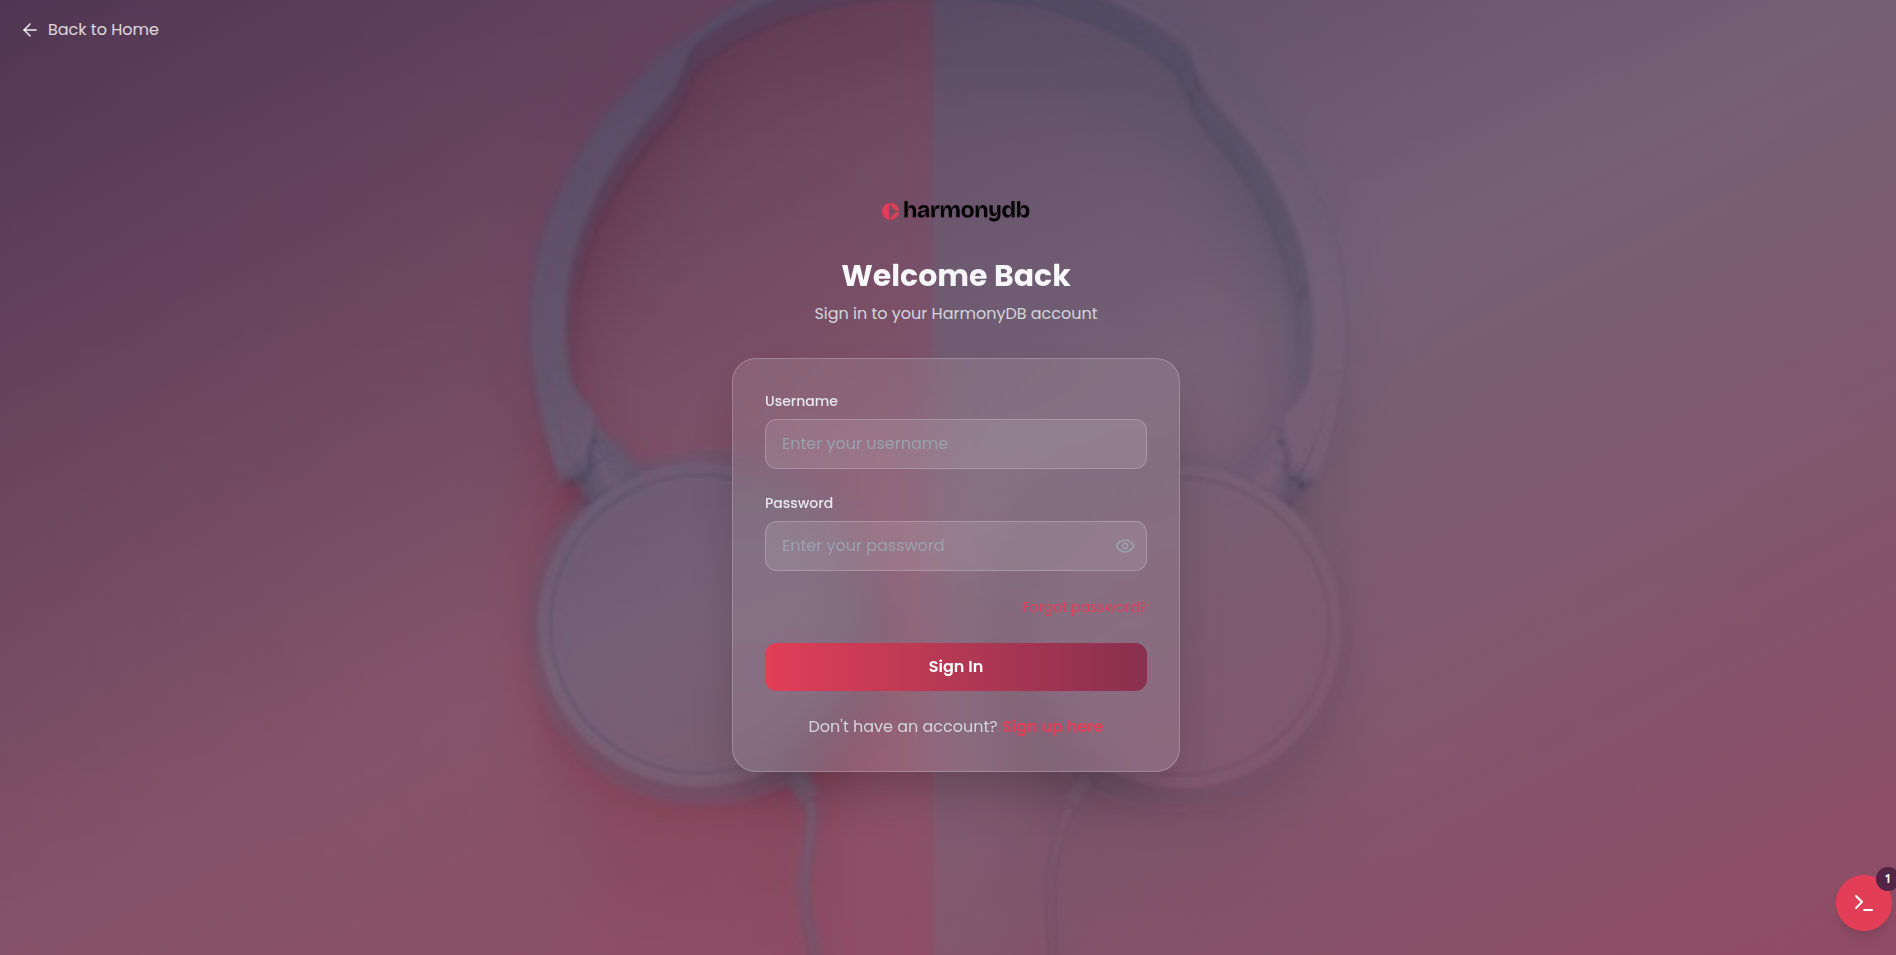 Back to Home
harmonydb
Welcome Back
Sign in to your HarmonyDB account
Username
Enter your username
Password
Enter your password
Forgot password?
Sign In
Don't have an account? Sign up here
1